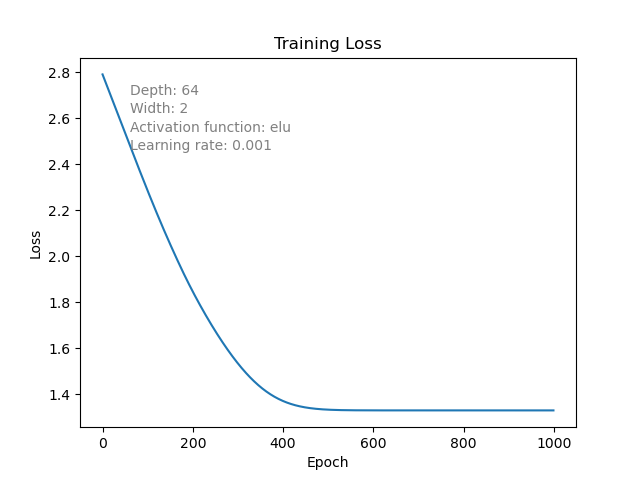 Training Loss
Depth: 64
Width: 2
Activation function: elu
Learning rate: 0.001
2.8
2.6
2.4
2.2
2.0
1.8
1.6
1.4
Loss
0 200 400 600 800 1000
Epoch